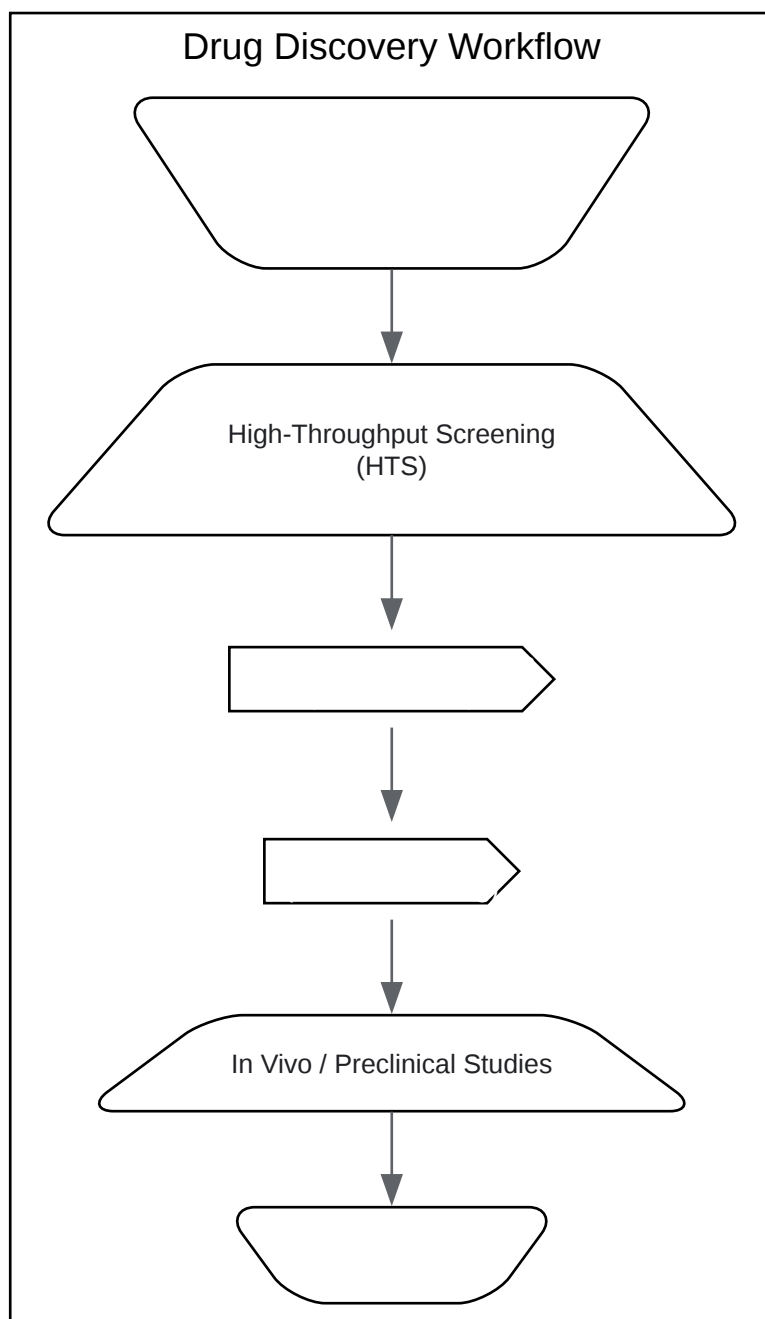 Drug Discovery Workflow
High-Throughput Screening
(HTS)
In Vivo / Preclinical Studies